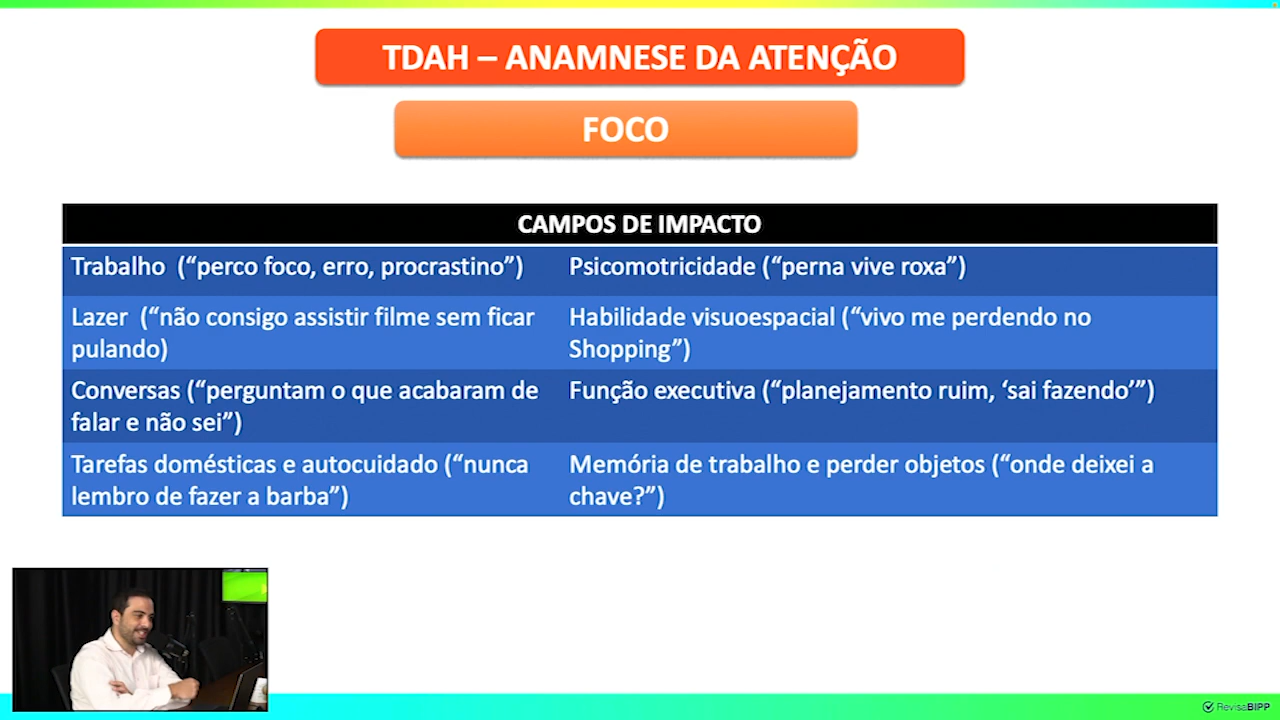 TDAH – ANAMNESE DA ATENÇÃO
FOCO
CAMPOS DE IMPACTO
Trabalho  (“perco foco, erro, procrastino”)
Psicomotricidade (“perna vive roxa”)
Lazer  (“não consigo assistir filme sem ficar
pulando)
Habilidade visuoespacial (“vivo me perdendo no
Shopping”)
Conversas (“perguntam o que acabaram de
falar e não sei”)
Função executiva (“planejamento ruim, ‘sai fazendo’”)
Tarefas domésticas e autocuidado (“nunca
lembro de fazer a barba”)
Memória de trabalho e perder objetos (“onde deixei a
chave?”)
RevisaBIPP